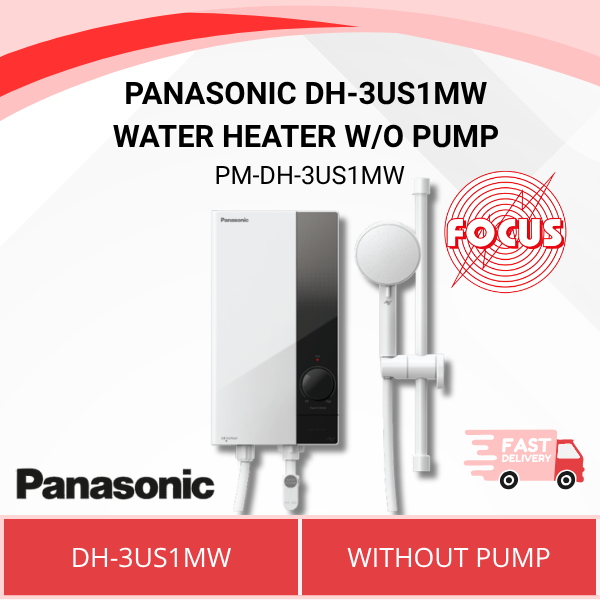 PANASONIC DH-3US1MW
WATER HEATER W/O PUMP
PM-DH-3US1MW
Panasonic
FOCUS
FAST
DELIVERY
Panasonic
DH-3US1MW
WITHOUT PUMP